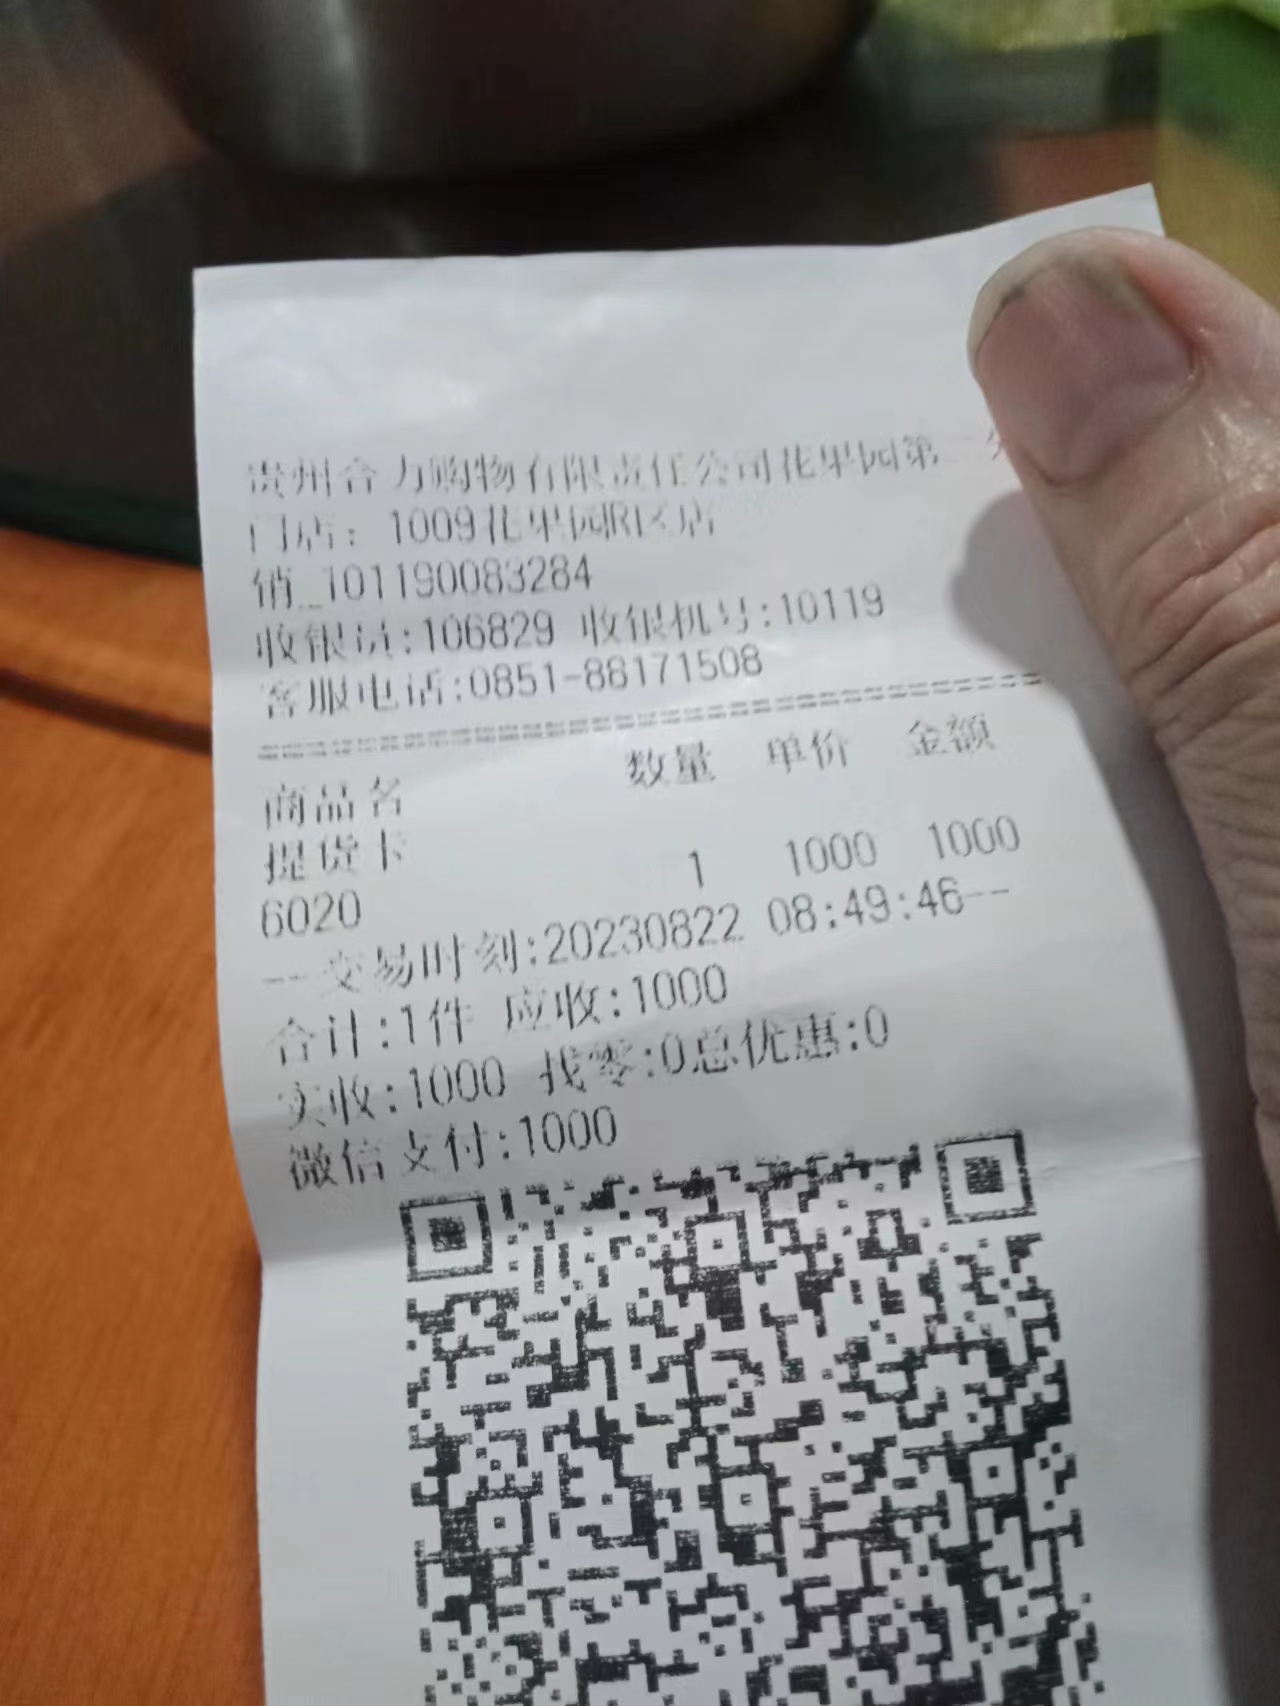 贵州合力购物有限责任公司花果园第二分
门店：1009花果园R区店
销_101190083284
收银员:106829 收银机号:10119
客服电话:0851-88171508
商品名 数量 单价 金额
提货卡
6020 1 1000 1000
--交易时刻:20230822 08:49:46--
合计:1件 应收:1000
实收:1000 找零:0总优惠:0
微信支付:1000